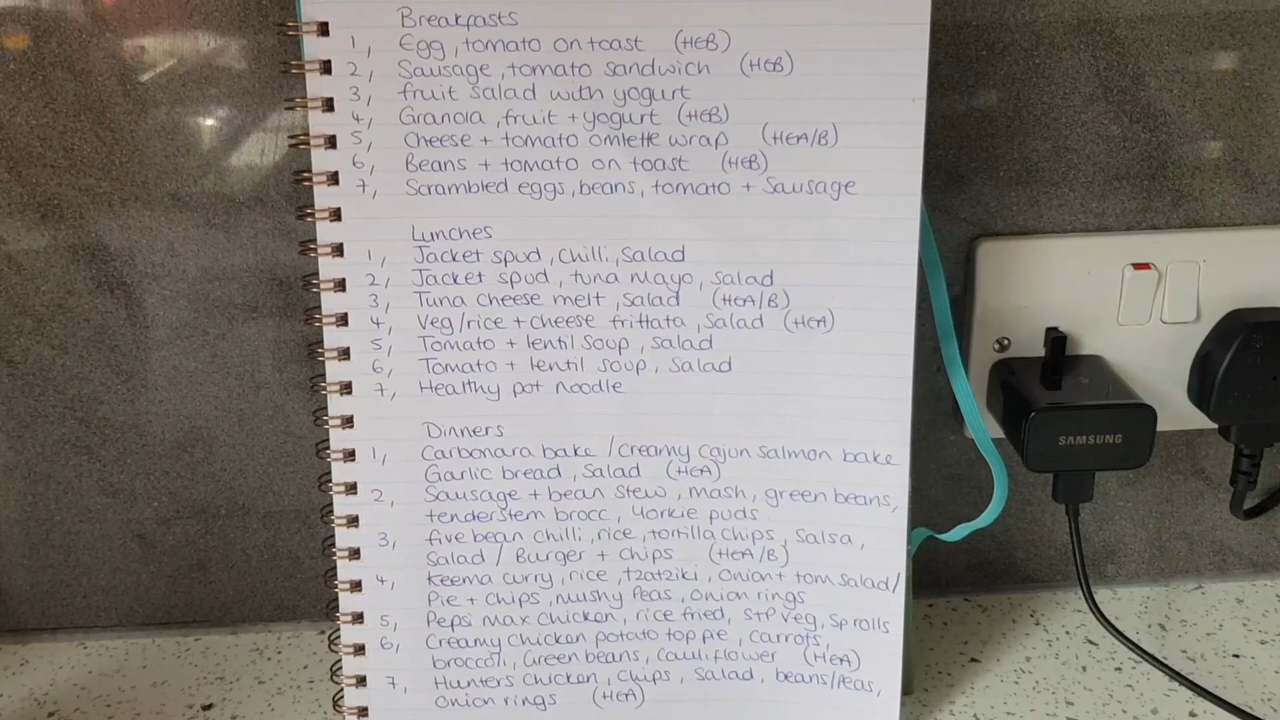 Breakfasts
1, Egg, tomato on toast (HEB)
2, Sausage, tomato sandwich (HEB)
3, fruit salad with yogurt
4, Granola, fruit + yogurt (HEB)
5, Cheese + tomato omlette wrap (HEA/B)
6, Beans + tomato on toast (HEB)
7, Scrambled eggs, beans, tomato + Sausage
Lunches
1, Jacket spud, Chilli, Salad
2, Jacket spud, tuna mayo, salad
3, Tuna cheese melt, salad (HEA/B)
4, Veg/rice + cheese frittata, Salad (HEA)
5, Tomato + lentil soup, salad
6, Tomato + lentil soup, salad
7, Healthy pot noodle
Dinners
1, Carbonara bake / Creamy Cajun Salmon bake
Garlic bread, Salad (HEA)
2, Sausage + bean stew, mash, green beans,
tenderstem brocc, Yorkie puds
3, five bean chilli, rice, tortilla chips, Salsa,
Salad / Burger + chips (HEA/B)
4, Keema curry, rice, tzatziki, onion + tom salad/
Pie + chips, mushy Peas, onion rings
5, Pepsi max chicken, rice fried, stf veg, Sp rolls
6, Creamy chicken potato top pie, Carrots,
broccoli, Green beans, Cauliflower (HEA)
7, Hunters Chicken, Chips, Salad, beans/Peas,
onion rings (HEA)
SAMSUNG